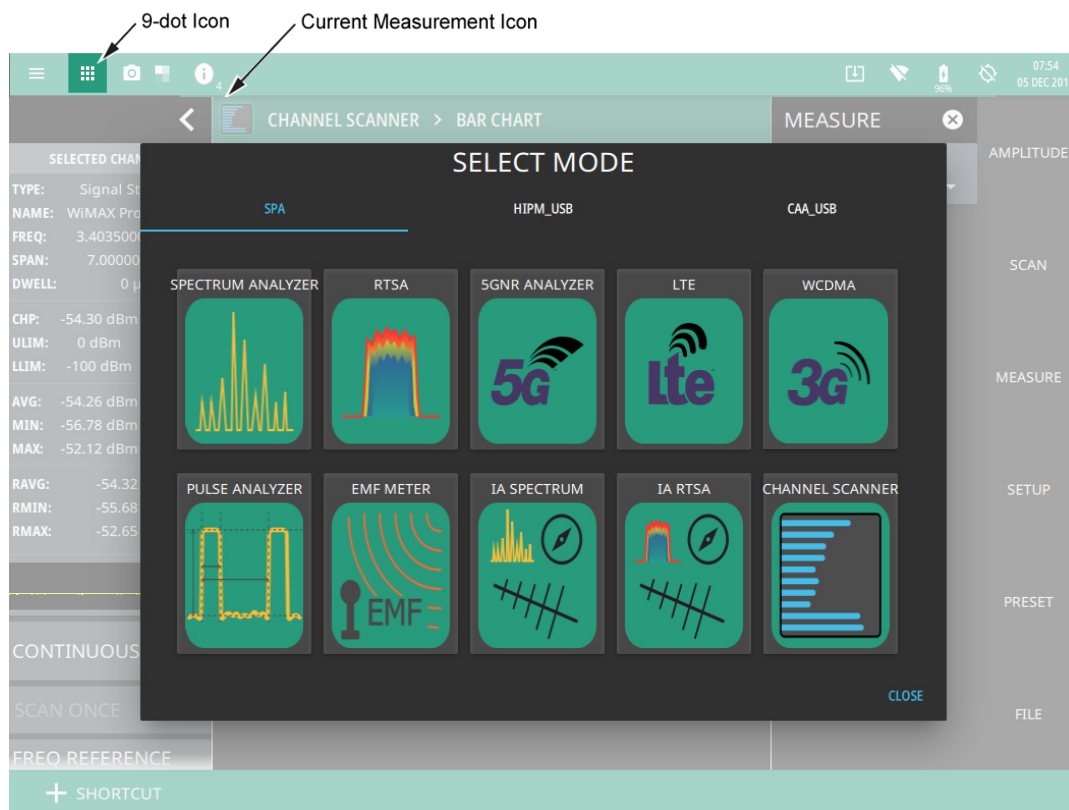 9-dot Icon
Current Measurement Icon
4
96%
07:54
05 DEC 201
CHANNEL SCANNER > BAR CHART
MEASURE
SELECTED CHAN
TYPE: Signal St
NAME: WiMAX Pro
FREQ: 3.4035000
SPAN: 7.00000
DWELL: 0 µ
CHP: -54.30 dBm
ULIM: 0 dBm
LLIM: -100 dBm
AVG: -54.26 dBm
MIN: -56.78 dBm
MAX: -52.12 dBm
RAVG: -54.32
RMIN: -55.68
RMAX: -52.65
CONTINUOUS
SCAN ONCE
FREQ REFERENCE
SELECT MODE
SPA
HIPM_USB
CAA_USB
SPECTRUM ANALYZER
RTSA
5GNR ANALYZER
LTE
WCDMA
5G
Lte
3G
PULSE ANALYZER
EMF METER
IA SPECTRUM
IA RTSA
CHANNEL SCANNER
EMF
CLOSE
AMPLITUDE
SCAN
MEASURE
SETUP
PRESET
FILE
+ SHORTCUT